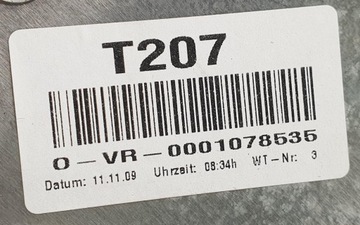 T207
O – VR – 0001078535
Datum: 11.11.09 Uhrzeit: 08:34h WT-Nr: 3